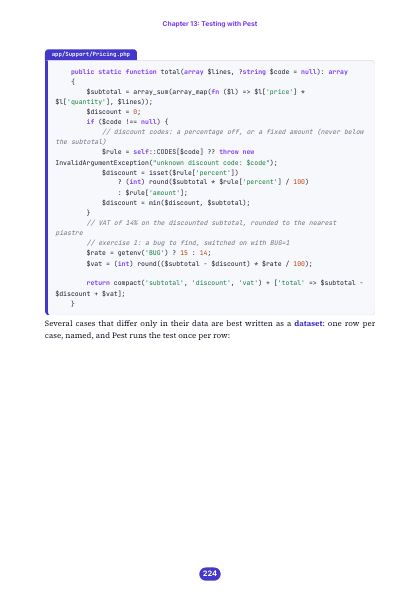 Chapter 13: Testing with Pest
app/Support/Pricing.php
    public static function total(array $lines, ?string $code = null): array
    {
        $subtotal = array_sum(array_map(fn ($l) => $l['price'] *
$l['quantity'], $lines));
        $discount = 0;
        if ($code !== null) {
            // discount codes: a percentage off, or a fixed amount (never below
the subtotal)
            $rule = self::CODES[$code] ?? throw new
InvalidArgumentException("unknown discount code: $code");
            $discount = isset($rule['percent'])
                ? (int) round($subtotal * $rule['percent'] / 100)
                : $rule['amount'];
            $discount = min($discount, $subtotal);
        }
        // VAT of 14% on the discounted subtotal, rounded to the nearest
piastre
        // exercise 1: a bug to find, switched on with BUG=1
        $rate = getenv('BUG') ? 15 : 14;
        $vat = (int) round(($subtotal - $discount) * $rate / 100);
        return compact('subtotal', 'discount', 'vat') + ['total' => $subtotal -
$discount + $vat];
    }
Several cases that differ only in their data are best written as a dataset: one row per
case, named, and Pest runs the test once per row:
224